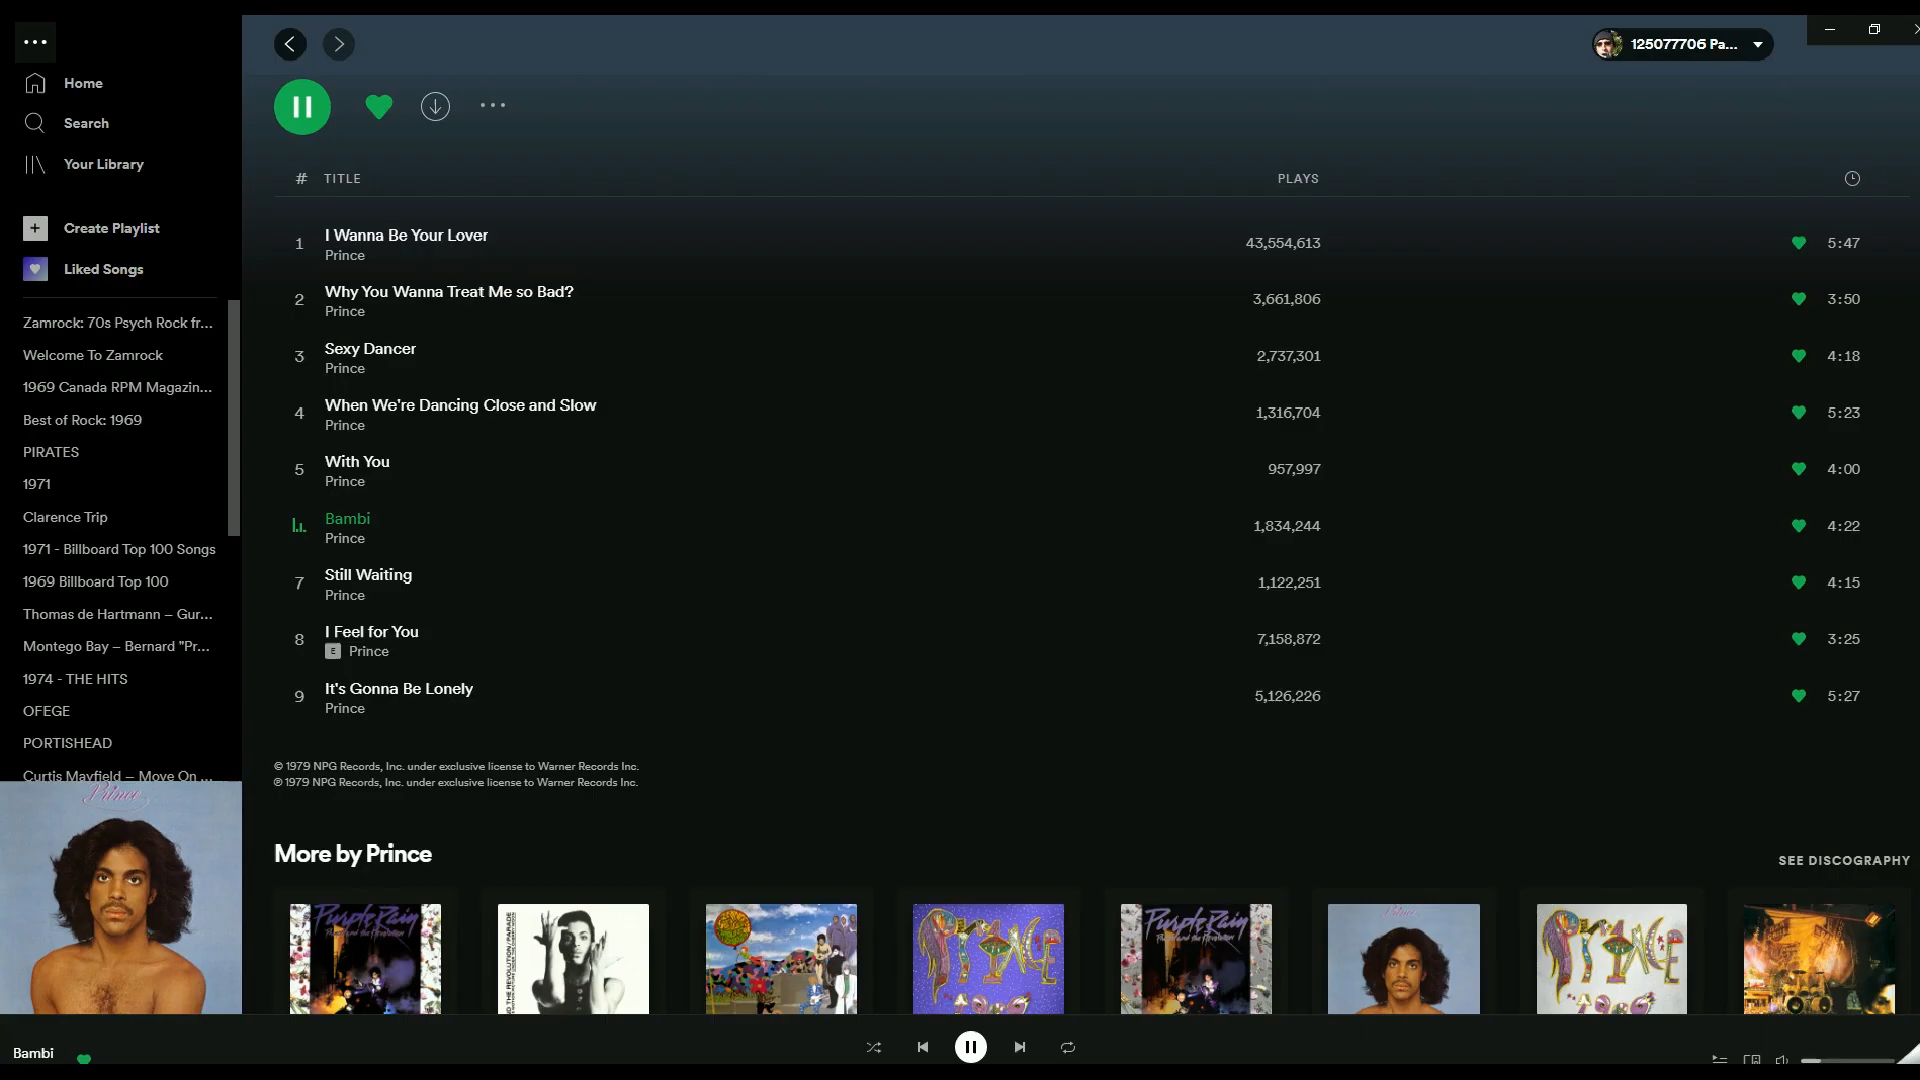 125077706 Pa...
Home
Search
Your Library
Create Playlist
Liked Songs
Zamrock: 70s Psych Rock fr...
Welcome To Zamrock
1969 Canada RPM Magazin...
Best of Rock: 1969
PIRATES
1971
Clarence Trip
1971 - Billboard Top 100 Songs
1969 Billboard Top 100
Thomas de Hartmann – Gur...
Montego Bay – Bernard "Pr...
1974 - THE HITS
OFEGE
PORTISHEAD
Curtis Mayfield – Move On ...
Prince
# TITLE PLAYS
1 I Wanna Be Your Lover 43,554,613 5:47
Prince
2 Why You Wanna Treat Me so Bad? 3,661,806 3:50
Prince
3 Sexy Dancer 2,737,301 4:18
Prince
4 When We're Dancing Close and Slow 1,316,704 5:23
Prince
5 With You 957,997 4:00
Prince
Bambi 1,834,244 4:22
Prince
7 Still Waiting 1,122,251 4:15
Prince
8 I Feel for You 7,158,872 3:25
E Prince
9 It's Gonna Be Lonely 5,126,226 5:27
Prince
© 1979 NPG Records, Inc. under exclusive license to Warner Records Inc.
℗ 1979 NPG Records, Inc. under exclusive license to Warner Records Inc.
More by Prince
SEE DISCOGRAPHY
Purple Rain
PRINCE
Purple Rain
Prince
PRINCE
Bambi